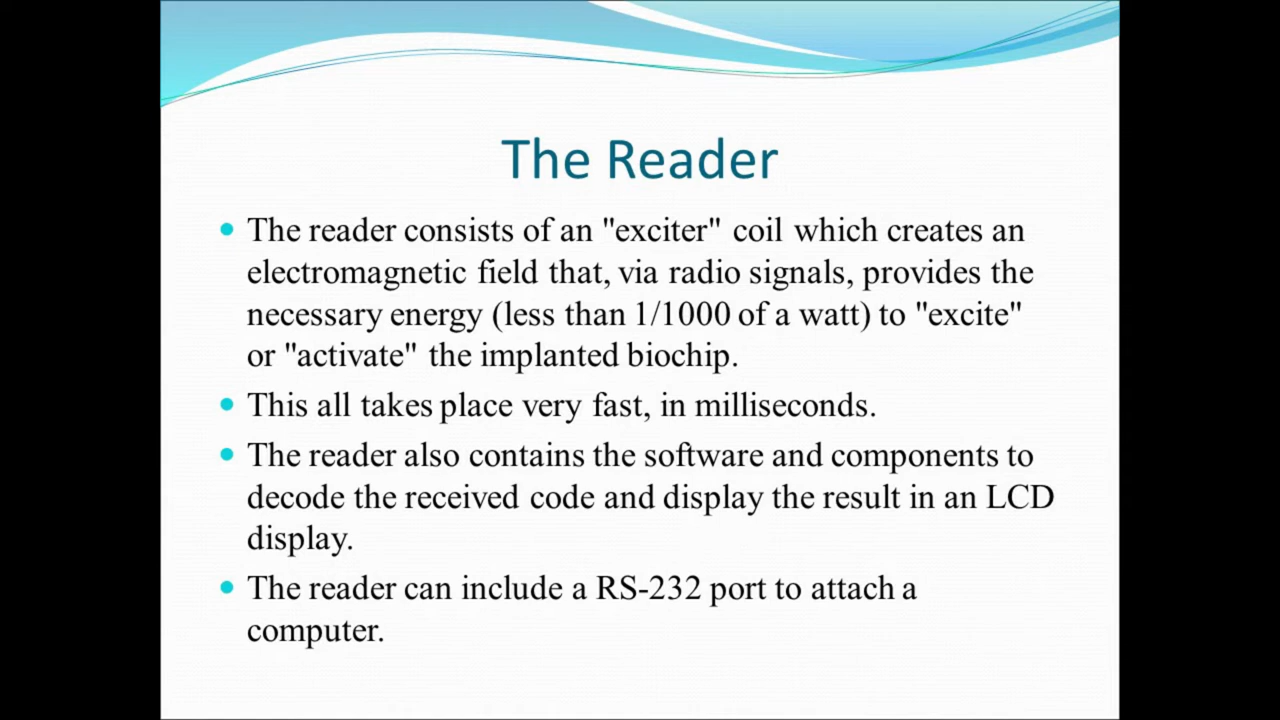 The Reader
The reader consists of an "exciter" coil which creates an
electromagnetic field that, via radio signals, provides the
necessary energy (less than 1/1000 of a watt) to "excite"
or "activate" the implanted biochip.
This all takes place very fast, in milliseconds.
The reader also contains the software and components to
decode the received code and display the result in an LCD
display.
The reader can include a RS-232 port to attach a
computer.